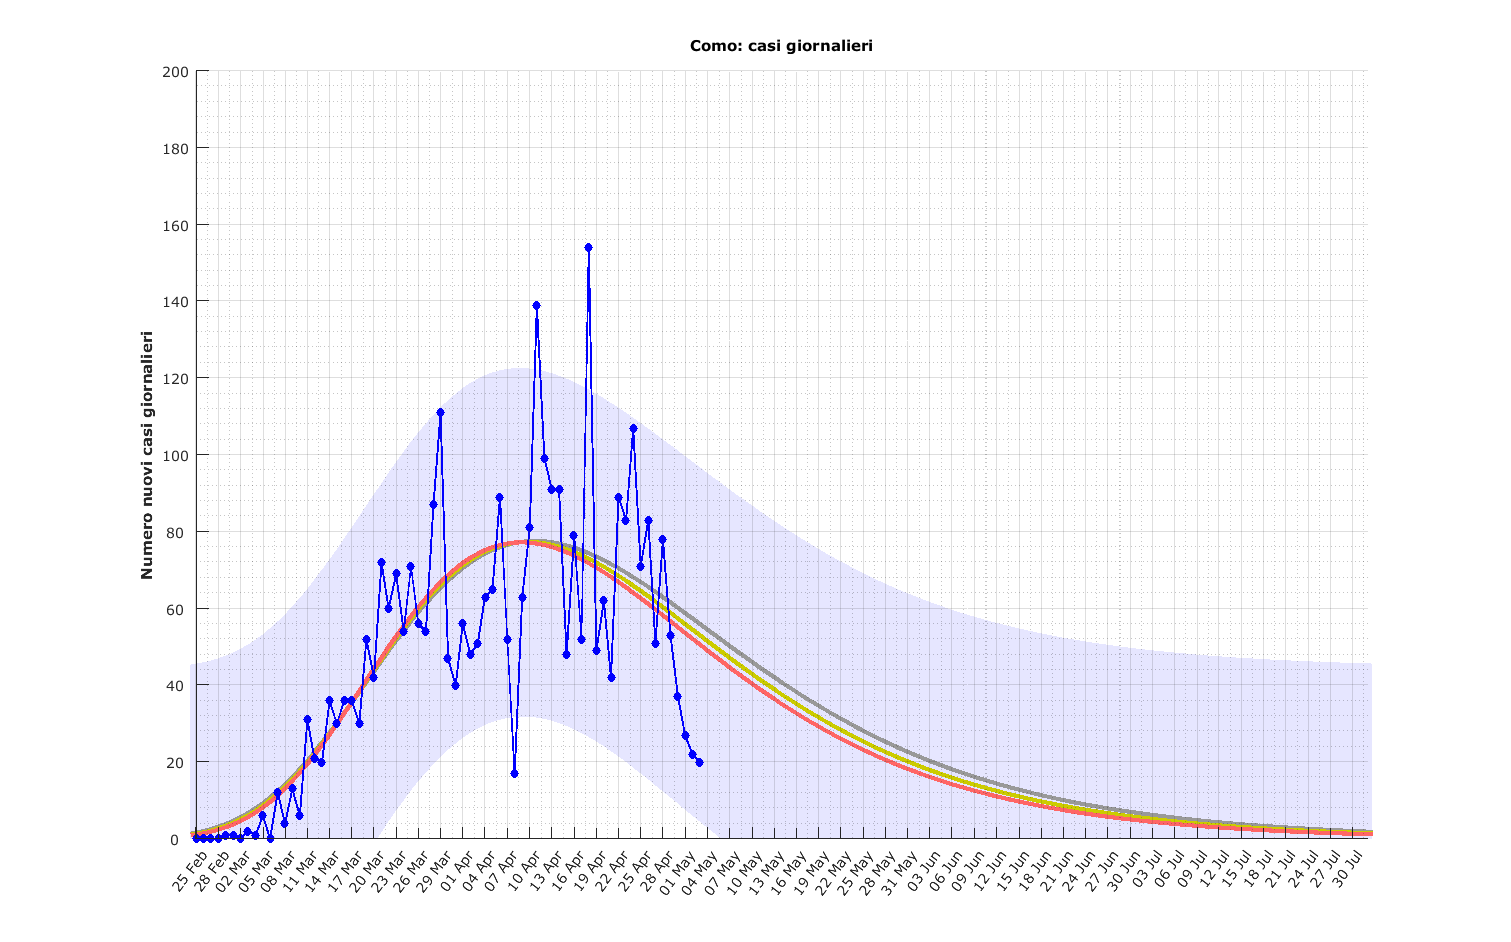 Como: casi giornalieri
Numero nuovi casi giornalieri
200
180
160
140
120
100
80
60
40
20
0
25 Feb
28 Feb
02 Mar
05 Mar
08 Mar
11 Mar
14 Mar
17 Mar
20 Mar
23 Mar
26 Mar
29 Mar
01 Apr
04 Apr
07 Apr
10 Apr
13 Apr
16 Apr
19 Apr
22 Apr
25 Apr
28 Apr
01 May
04 May
07 May
10 May
13 May
16 May
19 May
22 May
25 May
28 May
31 May
03 Jun
06 Jun
09 Jun
12 Jun
15 Jun
18 Jun
21 Jun
24 Jun
27 Jun
30 Jun
03 Jul
06 Jul
09 Jul
12 Jul
15 Jul
18 Jul
21 Jul
24 Jul
27 Jul
30 Jul